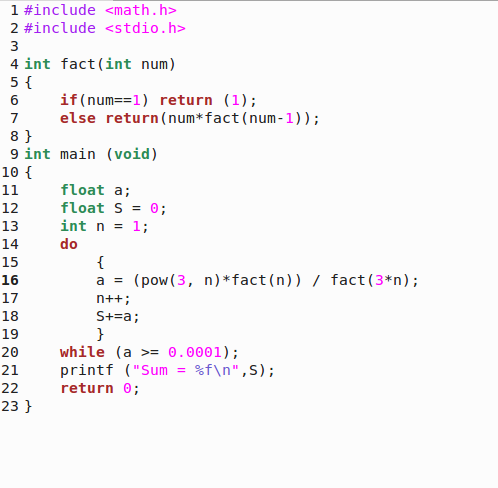 1 #include <math.h>
2 #include <stdio.h>
3
4 int fact(int num)
5 {
6     if(num==1) return (1);
7     else return(num*fact(num-1));
8 }
9 int main (void)
10 {
11     float a;
12     float S = 0;
13     int n = 1;
14     do
15         {
16         a = (pow(3, n)*fact(n)) / fact(3*n);
17         n++;
18         S+=a;
19         }
20     while (a >= 0.0001);
21     printf ("Sum = %f\n",S);
22     return 0;
23 }